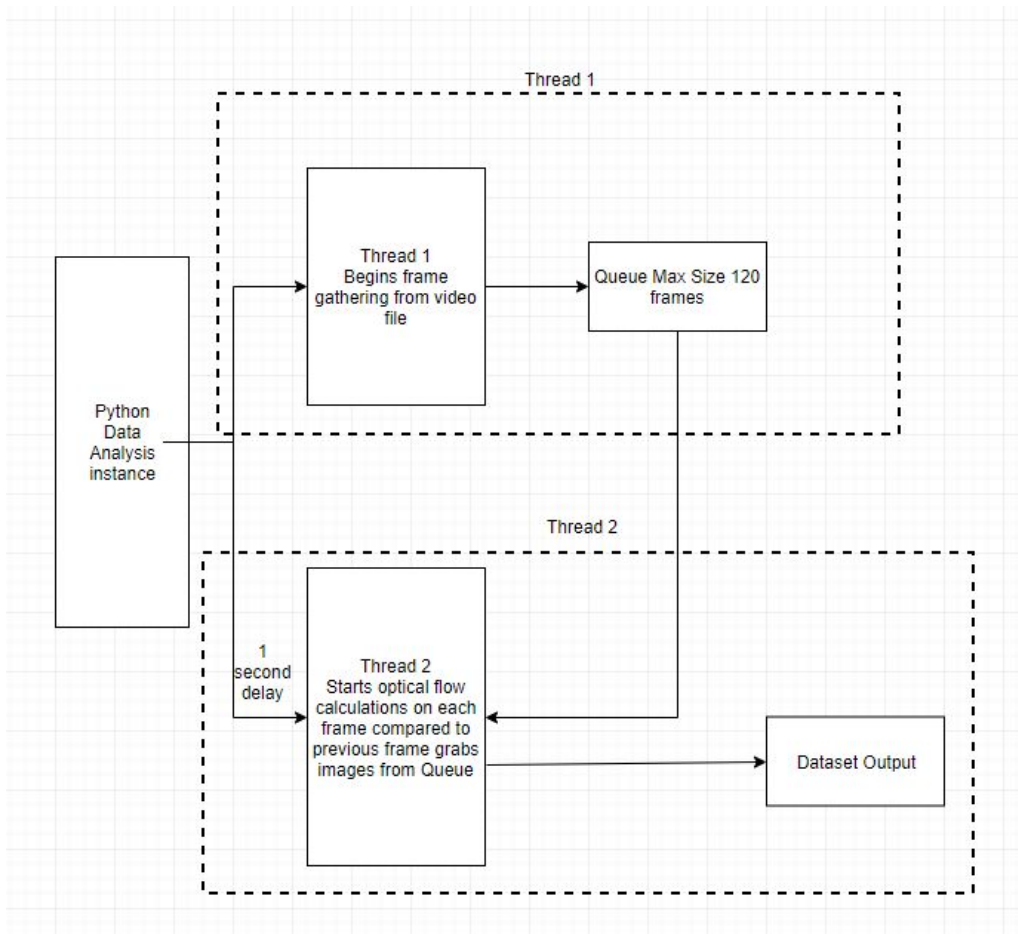 Thread 1
Thread 1
Begins frame
gathering from video
file
Queue Max Size 120
frames
Python
Data
Analysis
instance
Thread 2
1
second
delay
Thread 2
Starts optical flow
calculations on each
frame compared to
previous frame grabs
images from Queue
Dataset Output